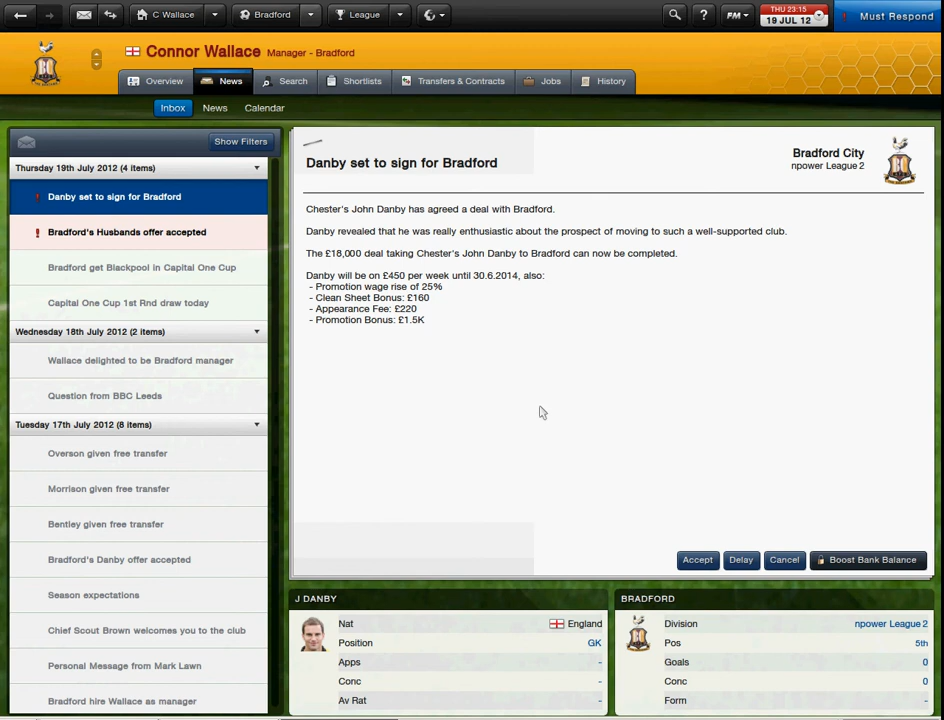 C Wallace
Bradford
League
?
FM
THU 23:15
19 JUL 12
Must Respond
Connor Wallace Manager - Bradford
Overview
News
Search
Shortlists
Transfers & Contracts
Jobs
History
Inbox
News
Calendar
Show Filters
Thursday 19th July 2012 (4 items)
Danby set to sign for Bradford
Bradford's Husbands offer accepted
Bradford get Blackpool in Capital One Cup
Capital One Cup 1st Rnd draw today
Wednesday 18th July 2012 (2 items)
Wallace delighted to be Bradford manager
Question from BBC Leeds
Tuesday 17th July 2012 (8 items)
Overson given free transfer
Morrison given free transfer
Bentley given free transfer
Bradford's Danby offer accepted
Season expectations
Chief Scout Brown welcomes you to the club
Personal Message from Mark Lawn
Bradford hire Wallace as manager
Danby set to sign for Bradford
Bradford City
npower League 2
Chester's John Danby has agreed a deal with Bradford.
Danby revealed that he was really enthusiastic about the prospect of moving to such a well-supported club.
The £18,000 deal taking Chester's John Danby to Bradford can now be completed.
Danby will be on £450 per week until 30.6.2014, also:
- Promotion wage rise of 25%
- Clean Sheet Bonus: £160
- Appearance Fee: £220
- Promotion Bonus: £1.5K
Accept
Delay
Cancel
Boost Bank Balance
J DANBY
Nat England
Position GK
Apps -
Conc -
Av Rat -
BRADFORD
Division npower League 2
Pos 5th
Goals 0
Conc 0
Form -